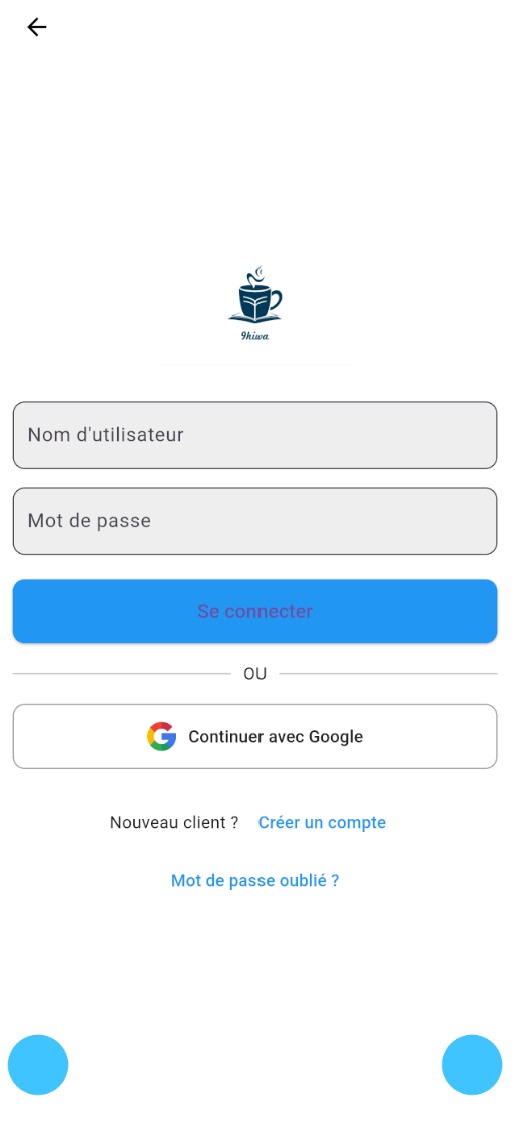 9hiwa
Nom d'utilisateur
Mot de passe
Se connecter
OU
Continuer avec Google
Nouveau client ? Créer un compte
Mot de passe oublié ?